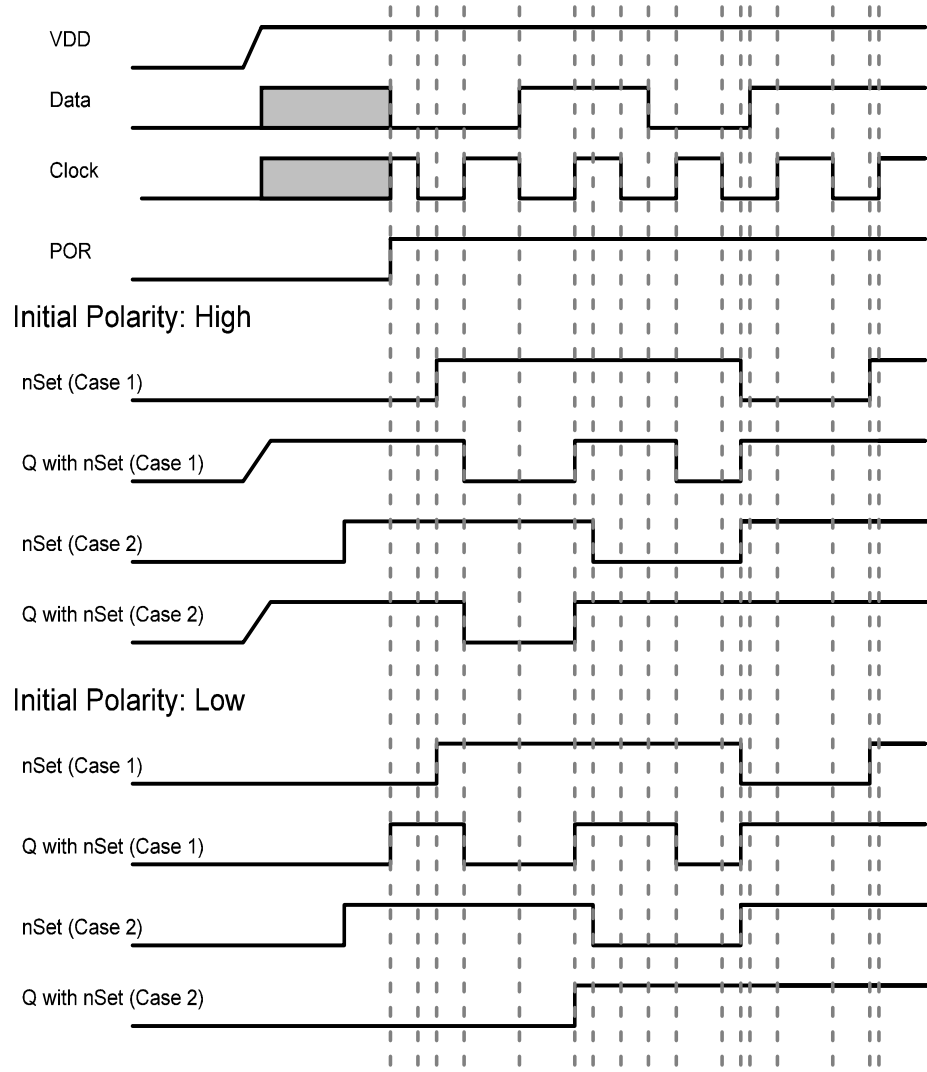 VDD
Data
Clock
POR
Initial Polarity: High
nSet (Case 1)
Q with nSet (Case 1)
nSet (Case 2)
Q with nSet (Case 2)
Initial Polarity: Low
nSet (Case 1)
Q with nSet (Case 1)
nSet (Case 2)
Q with nSet (Case 2)